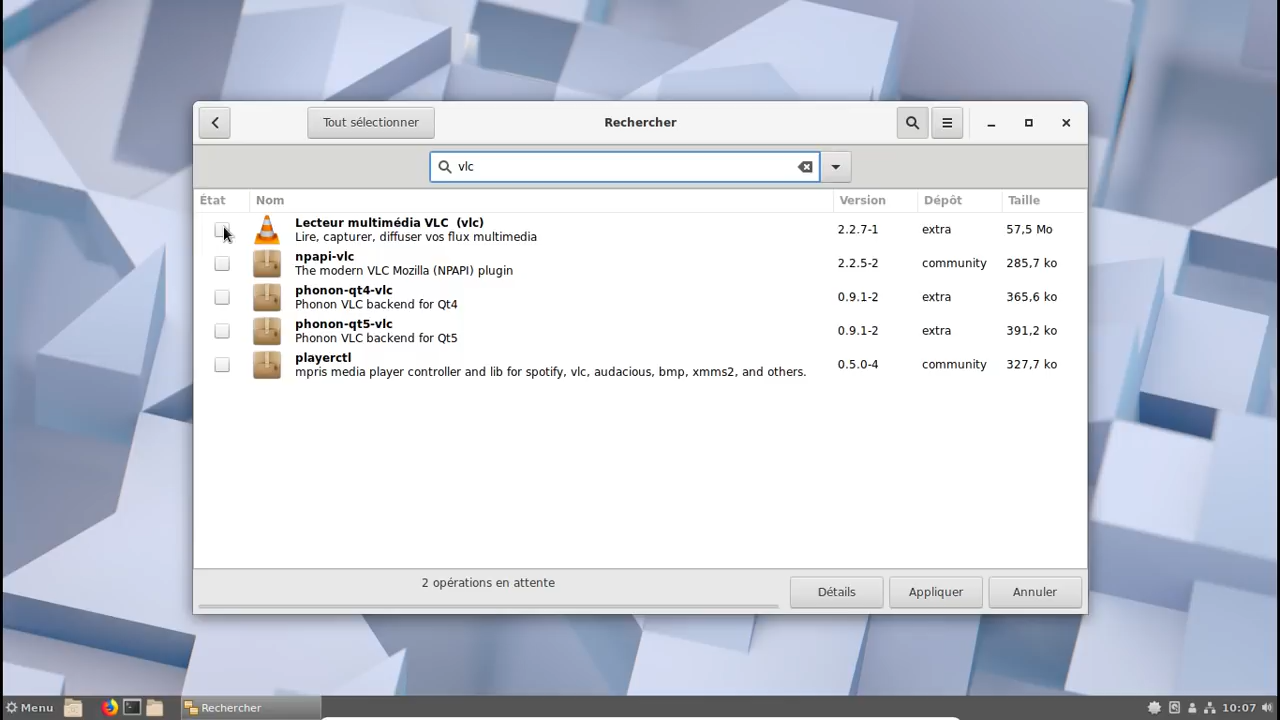 Tout sélectionner
Rechercher
vlc
État Nom Version Dépôt Taille
Lecteur multimédia VLC (vlc)
Lire, capturer, diffuser vos flux multimedia
2.2.7-1 extra 57,5 Mo
npapi-vlc
The modern VLC Mozilla (NPAPI) plugin
2.2.5-2 community 285,7 ko
phonon-qt4-vlc
Phonon VLC backend for Qt4
0.9.1-2 extra 365,6 ko
phonon-qt5-vlc
Phonon VLC backend for Qt5
0.9.1-2 extra 391,2 ko
playerctl
mpris media player controller and lib for spotify, vlc, audacious, bmp, xmms2, and others.
0.5.0-4 community 327,7 ko
2 opérations en attente
Détails Appliquer Annuler
Menu Rechercher 10:07